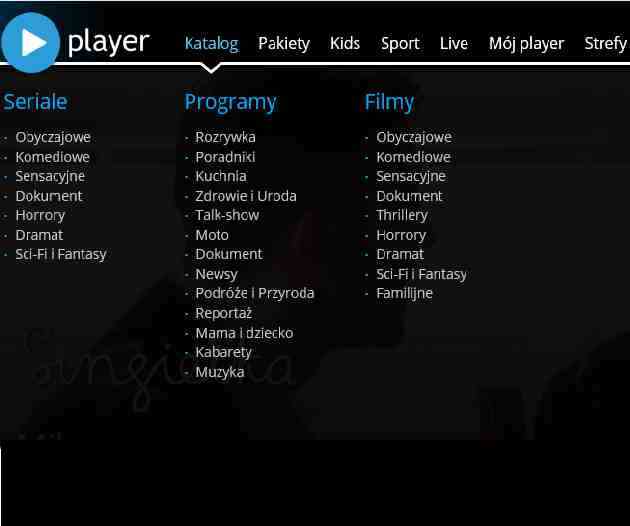 player
Katalog Pakiety Kids Sport Live Mój player Strefy
Seriale
Obyczajowe
Komediowe
Sensacyjne
Dokument
Horrory
Dramat
Sci-Fi i Fantasy
Programy
Rozrywka
Poradniki
Kuchnia
Zdrowie i Uroda
Talk-show
Moto
Dokument
Newsy
Podróże i Przyroda
Reportaż
Mama i dziecko
Kabarety
Muzyka
Filmy
Obyczajowe
Komediowe
Sensacyjne
Dokument
Thrillery
Horrory
Dramat
Sci-Fi i Fantasy
Familijne